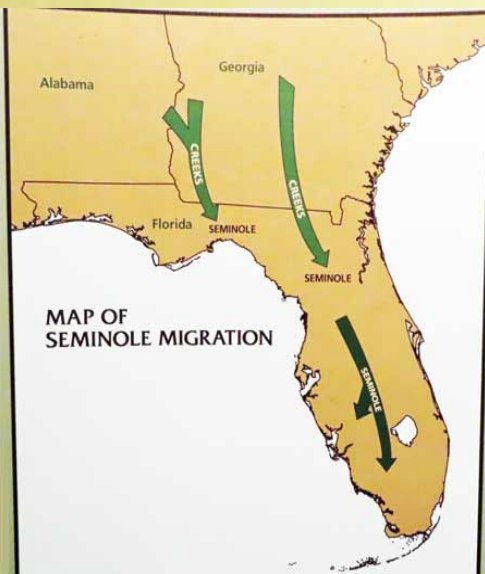 Georgia
Alabama
CREEKS
CREEKS
Florida
SEMINOLE
SEMINOLE
MAP OF
SEMINOLE MIGRATION
SEMINOLE